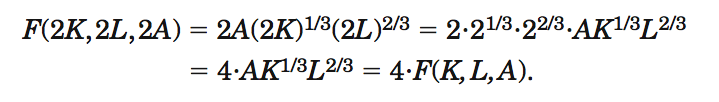 F(2K,2L,2A) = 2A(2K)^{1/3}(2L)^{2/3} = 2·2^{1/3}·2^{2/3}·AK^{1/3}L^{2/3}
= 4·AK^{1/3}L^{2/3} = 4·F(K,L,A).